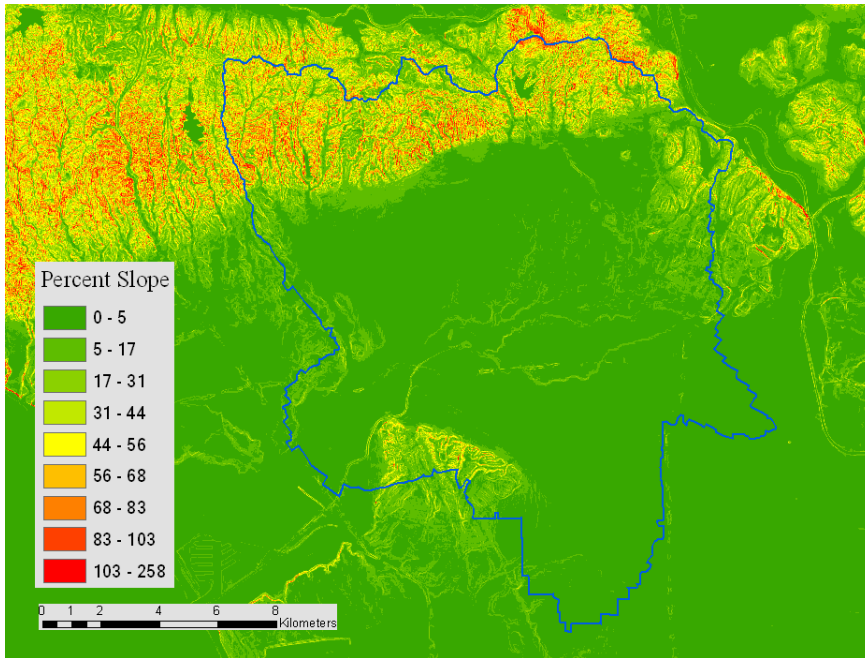 Percent Slope
0 - 5
5 - 17
17 - 31
31 - 44
44 - 56
56 - 68
68 - 83
83 - 103
103 - 258
0 1 2 4 6 8
Kilometers